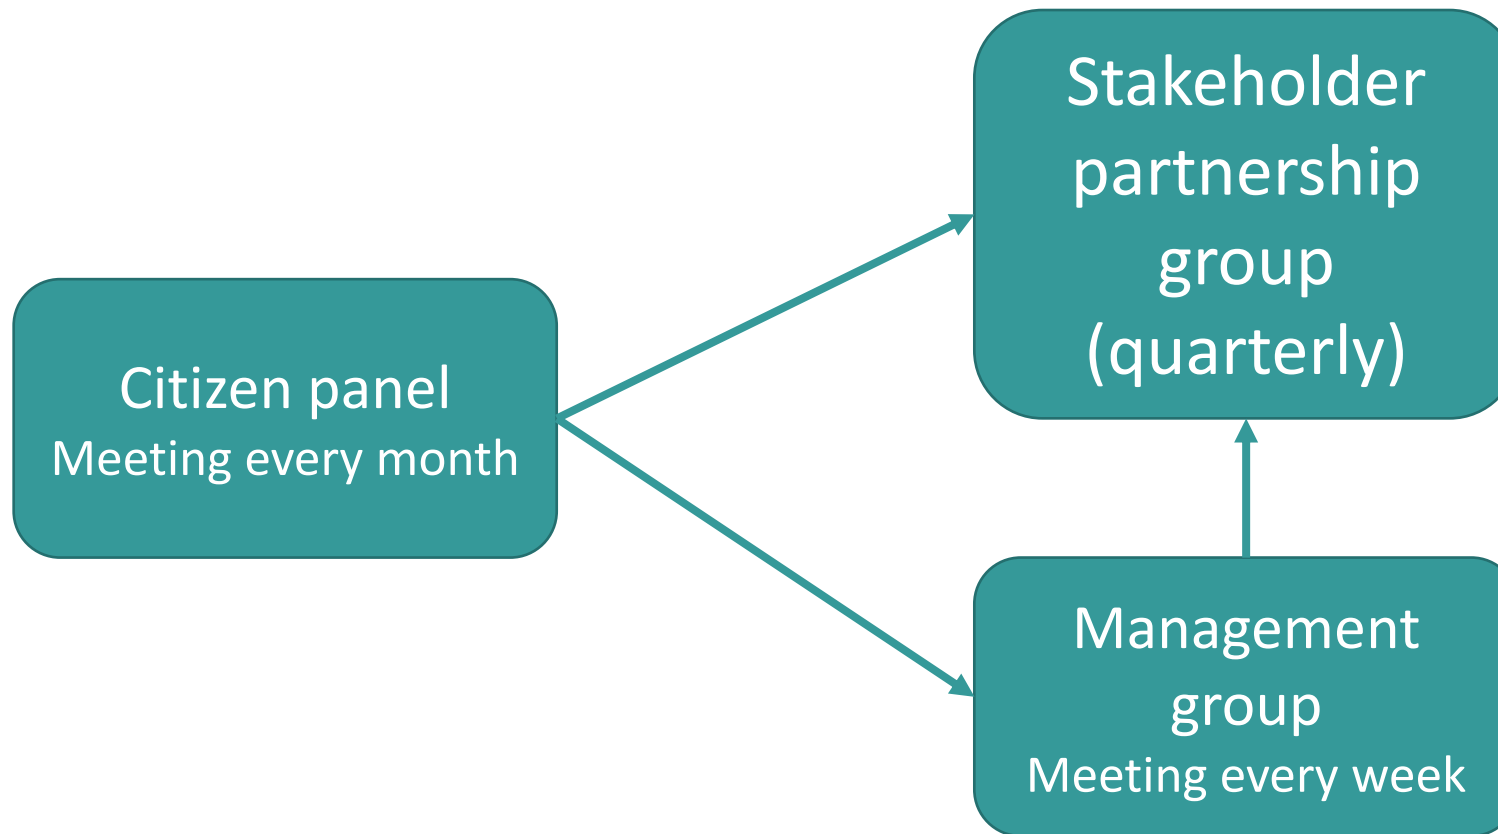 Stakeholder
partnership
group
(quarterly)
Citizen panel
Meeting every month
Management
group
Meeting every week